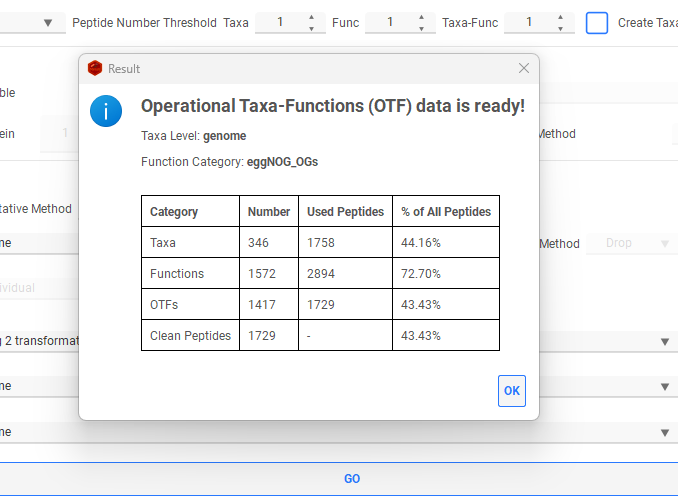 Peptide Number Threshold Taxa 1 Func 1 Taxa-Func 1 Create Taxa
Result
Operational Taxa-Functions (OTF) data is ready!
Taxa Level: genome
Function Category: eggNOG_OGs
Category Number Used Peptides % of All Peptides
Taxa 346 1758 44.16%
Functions 1572 2894 72.70%
OTFs 1417 1729 43.43%
Clean Peptides 1729 - 43.43%
OK
ble
ein 1 Method
tative Method
ne Method Drop
vidual
g 2 transformat
ne
ne
GO